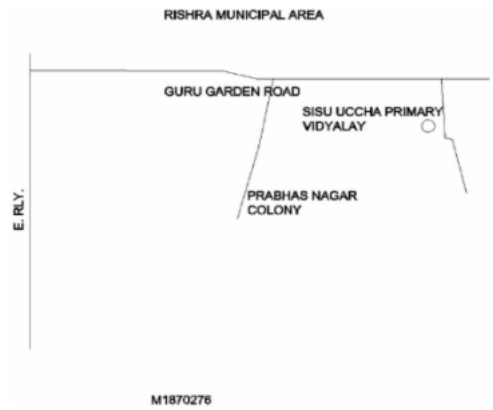 RISHRA MUNICIPAL AREA
GURU GARDEN ROAD
SISU UCCHA PRIMARY
VIDYALAY
E. RLY.
PRABHAS NAGAR
COLONY
M1870276